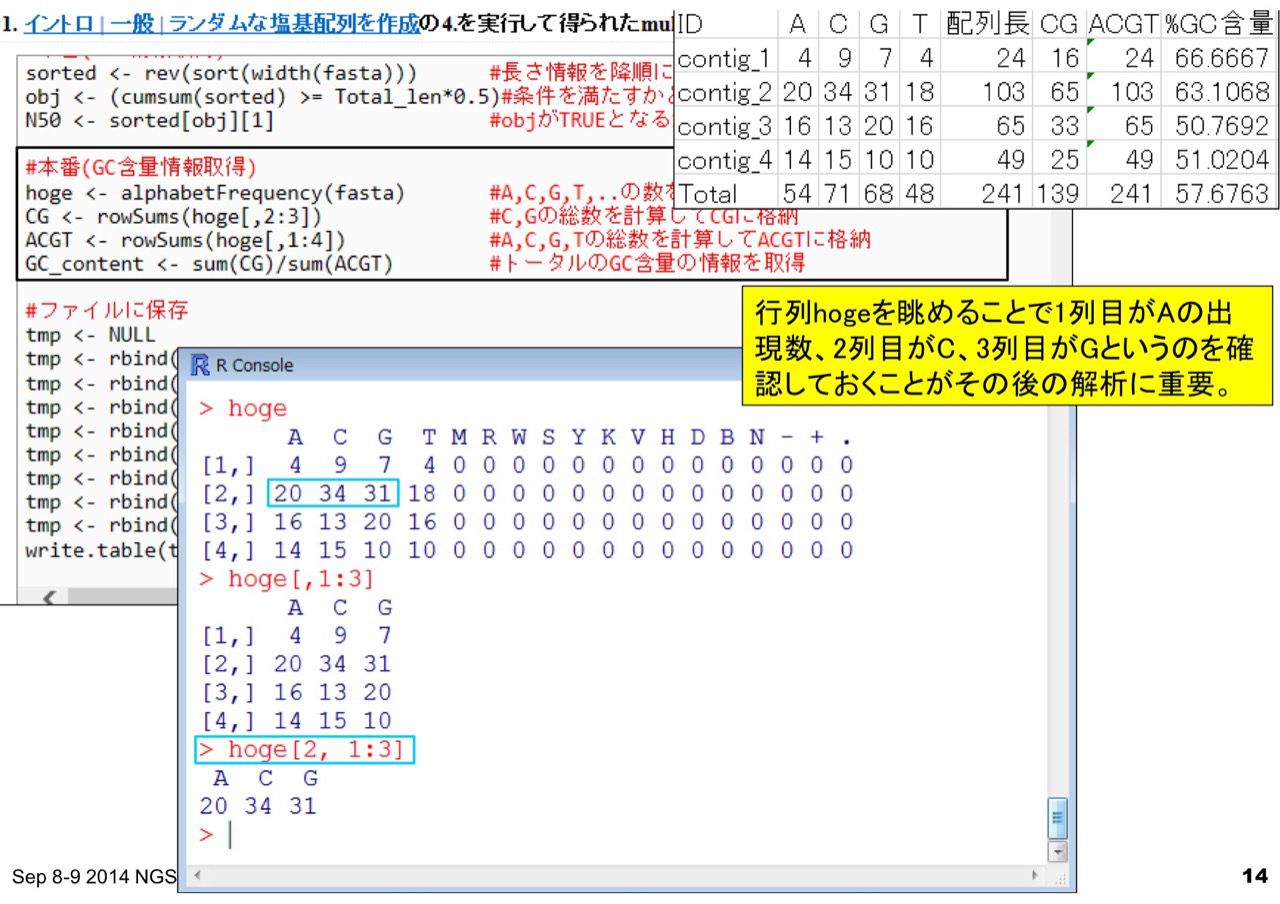 1. イントロ | 一般 | ランダムな塩基配列を作成の4.を実行して得られたmul
sorted <- rev(sort(width(fasta))) #長さ情報を降順に
obj <- (cumsum(sorted) >= Total_len*0.5)#条件を満たすか
N50 <- sorted[obj][1] #objがTRUEとなる
#本番(GC含量情報取得)
hoge <- alphabetFrequency(fasta) #A,C,G,T,..の数を
CG <- rowSums(hoge[,2:3]) #C,Gの総数を計算してCGに格納
ACGT <- rowSums(hoge[,1:4]) #A,C,G,Tの総数を計算してACGTに格納
GC_content <- sum(CG)/sum(ACGT) #トータルのGC含量の情報を取得
#ファイルに保存
tmp <- NULL
tmp <- rbind(
tmp <- rbind(
tmp <- rbind(
tmp <- rbind(
tmp <- rbind(
tmp <- rbind(
tmp <- rbind(
tmp <- rbind(
write.table(t
ID A C G T 配列長 CG ACGT %GC含量
contig_1 4 9 7 4 24 16 24 66.6667
contig_2 20 34 31 18 103 65 103 63.1068
contig_3 16 13 20 16 65 33 65 50.7692
contig_4 14 15 10 10 49 25 49 51.0204
Total 54 71 68 48 241 139 241 57.6763
行列hogeを眺めることで1列目がAの出
現数、2列目がC、3列目がGというのを確
認しておくことがその後の解析に重要。
R Console
> hoge
A C G T M R W S Y K V H D B N - + .
[1,] 4 9 7 4 0 0 0 0 0 0 0 0 0 0 0 0 0 0
[2,] 20 34 31 18 0 0 0 0 0 0 0 0 0 0 0 0 0 0
[3,] 16 13 20 16 0 0 0 0 0 0 0 0 0 0 0 0 0 0
[4,] 14 15 10 10 0 0 0 0 0 0 0 0 0 0 0 0 0 0
> hoge[,1:3]
A C G
[1,] 4 9 7
[2,] 20 34 31
[3,] 16 13 20
[4,] 14 15 10
> hoge[2, 1:3]
A C G
20 34 31
>
Sep 8-9 2014 NGS
14